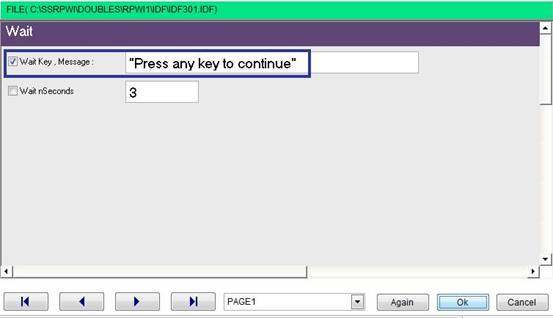 FILE( C:\SSRPWI\DOUBLES\RPWI1\IDF\IDF301.IDF)
Wait
Wait Key , Message : "Press any key to continue"
Wait nSeconds 3
PAGE1 Again Ok Cancel